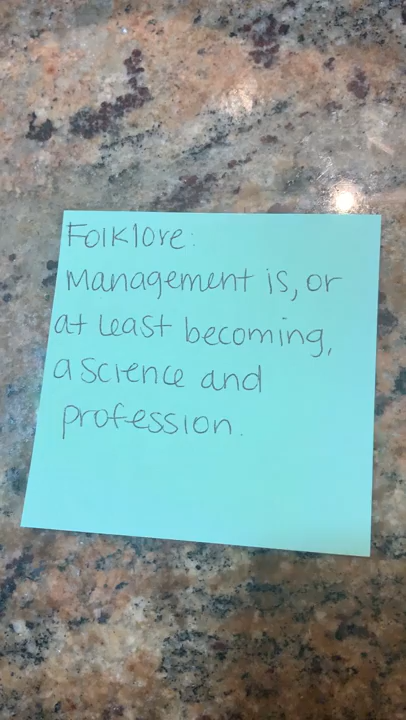 Folklore:
Management is, or
at least becoming,
a science and
profession.